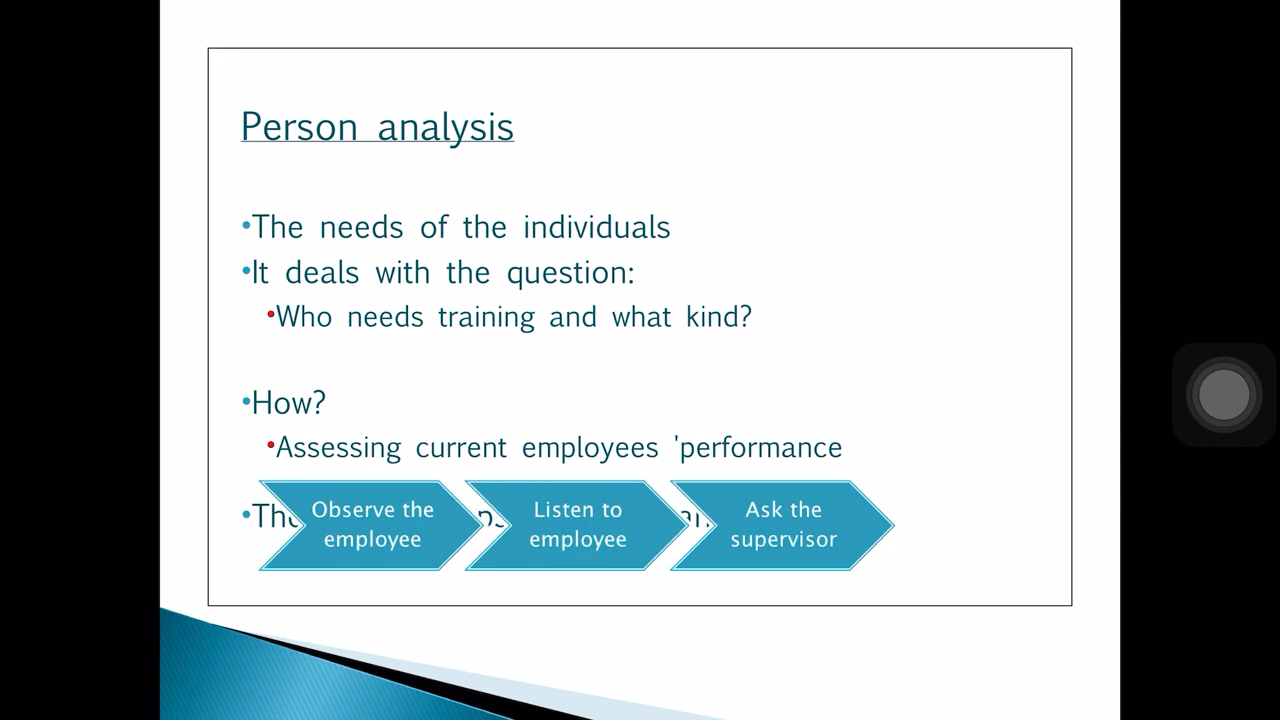 Person analysis
•The needs of the individuals
•It deals with the question:
•Who needs training and what kind?
•How?
•Assessing current employees 'performance
Observe the
employee
Listen to
employee
Ask the
supervisor